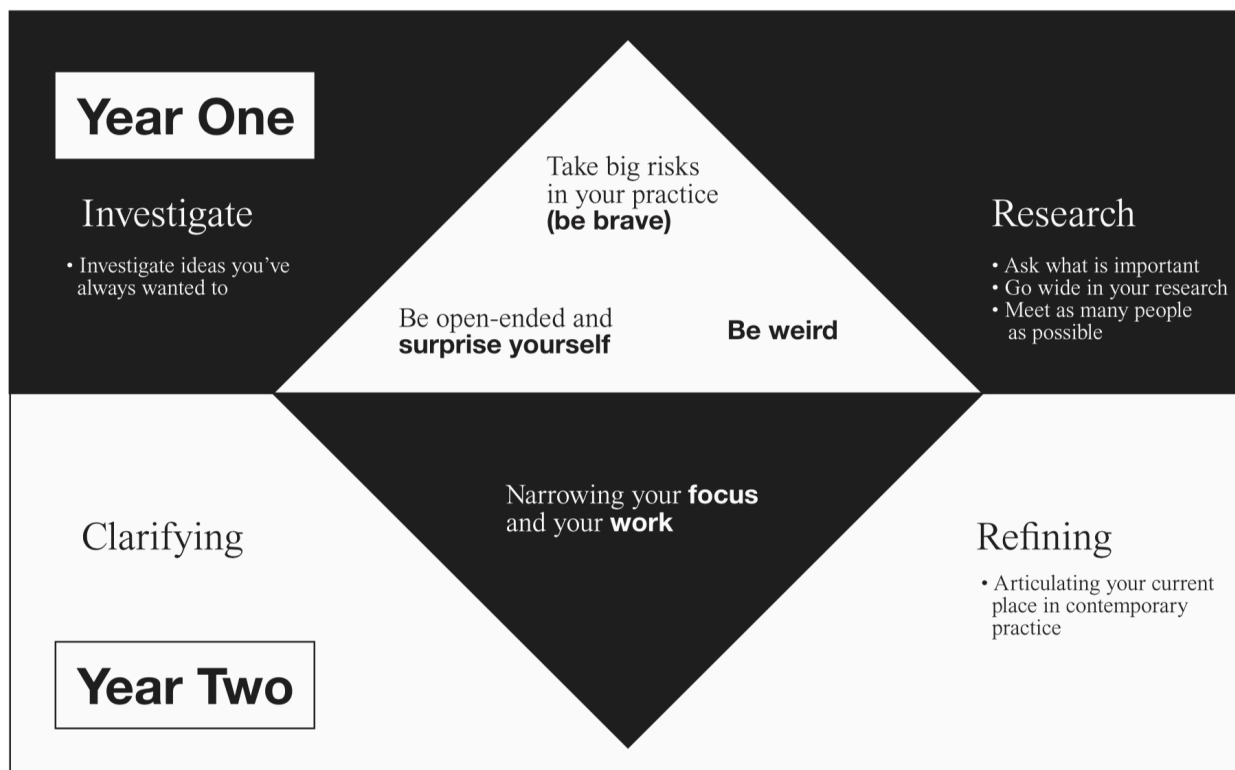 Year One
Investigate
• Investigate ideas you’ve
always wanted to
Take big risks
in your practice
(be brave)
Be open-ended and
surprise yourself
Be weird
Research
• Ask what is important
• Go wide in your research
• Meet as many people
as possible
Clarifying
Narrowing your focus
and your work
Refining
• Articulating your current
place in contemporary
practice
Year Two